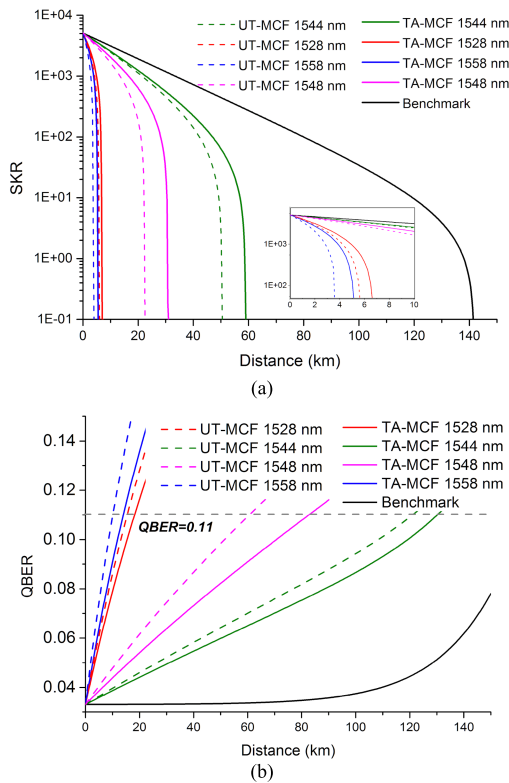 1E+04
1E+03
1E+02
1E+01
1E+00
1E-01
SKR
UT-MCF 1544 nm
UT-MCF 1528 nm
UT-MCF 1558 nm
UT-MCF 1548 nm
TA-MCF 1544 nm
TA-MCF 1528 nm
TA-MCF 1558 nm
TA-MCF 1548 nm
Benchmark
1E+03
1E+02
0 2 4 6 8 10
0 20 40 60 80 100 120 140
Distance (km)
(a)
0.14
0.12
0.10
0.08
0.06
0.04
QBER
UT-MCF 1528 nm
UT-MCF 1544 nm
UT-MCF 1548 nm
UT-MCF 1558 nm
TA-MCF 1528 nm
TA-MCF 1544 nm
TA-MCF 1548 nm
TA-MCF 1558 nm
Benchmark
QBER=0.11
0 20 40 60 80 100 120 140
Distance (km)
(b)